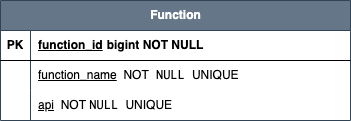 Function
PK function_id bigint NOT NULL
function_name NOT NULL UNIQUE
api NOT NULL UNIQUE